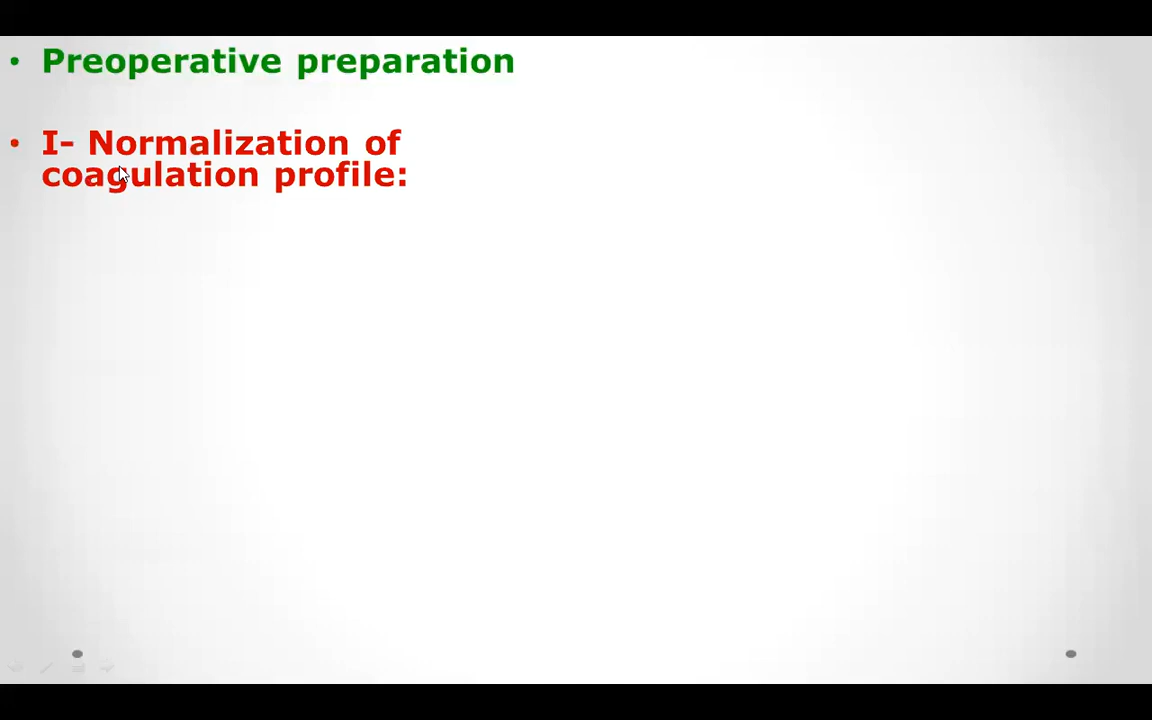 • Preoperative preparation
• I- Normalization of
coagulation profile: